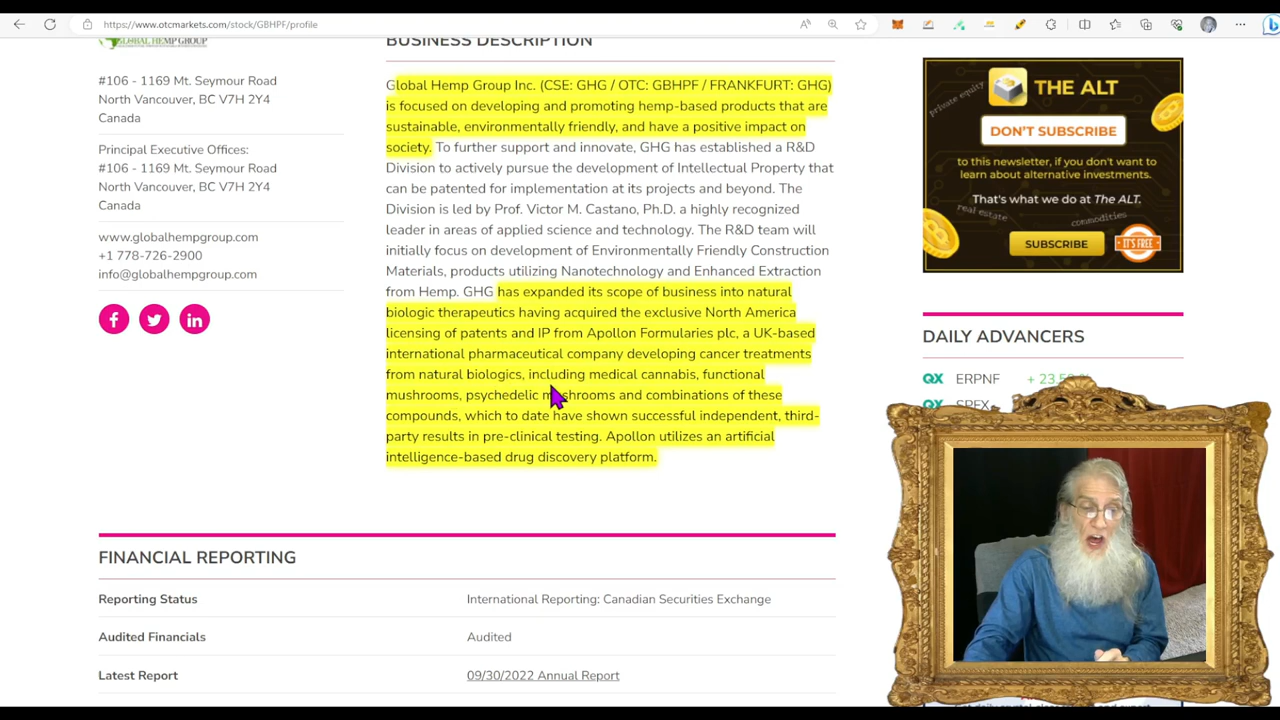 https://www.otcmarkets.com/stock/GBHPF/profile
GLOBAL HEMP GROUP
#106 - 1169 Mt. Seymour Road
North Vancouver, BC V7H 2Y4
Canada
Principal Executive Offices:
#106 - 1169 Mt. Seymour Road
North Vancouver, BC V7H 2Y4
Canada
www.globalhempgroup.com
+1 778-726-2900
info@globalhempgroup.com
BUSINESS DESCRIPTION
Global Hemp Group Inc. (CSE: GHG / OTC: GBHPF / FRANKFURT: GHG)
is focused on developing and promoting hemp-based products that are
sustainable, environmentally friendly, and have a positive impact on
society. To further support and innovate, GHG has established a R&D
Division to actively pursue the development of Intellectual Property that
can be patented for implementation at its projects and beyond. The
Division is led by Prof. Victor M. Castano, Ph.D. a highly recognized
leader in areas of applied science and technology. The R&D team will
initially focus on development of Environmentally Friendly Construction
Materials, products utilizing Nanotechnology and Enhanced Extraction
from Hemp. GHG has expanded its scope of business into natural
biologic therapeutics having acquired the exclusive North America
licensing of patents and IP from Apollon Formularies plc, a UK-based
international pharmaceutical company developing cancer treatments
from natural biologics, including medical cannabis, functional
mushrooms, psychedelic mushrooms and combinations of these
compounds, which to date have shown successful independent, third-
party results in pre-clinical testing. Apollon utilizes an artificial
intelligence-based drug discovery platform.
FINANCIAL REPORTING
Reporting Status International Reporting: Canadian Securities Exchange
Audited Financials Audited
Latest Report 09/30/2022 Annual Report
private equity
THE ALT
DON'T SUBSCRIBE
to this newsletter, if you don't want to
learn about alternative investments.
That's what we do at The ALT.
real estate
commodities
SUBSCRIBE
IT'S FREE
DAILY ADVANCERS
QX ERPNF + 23.5
QX SPFX